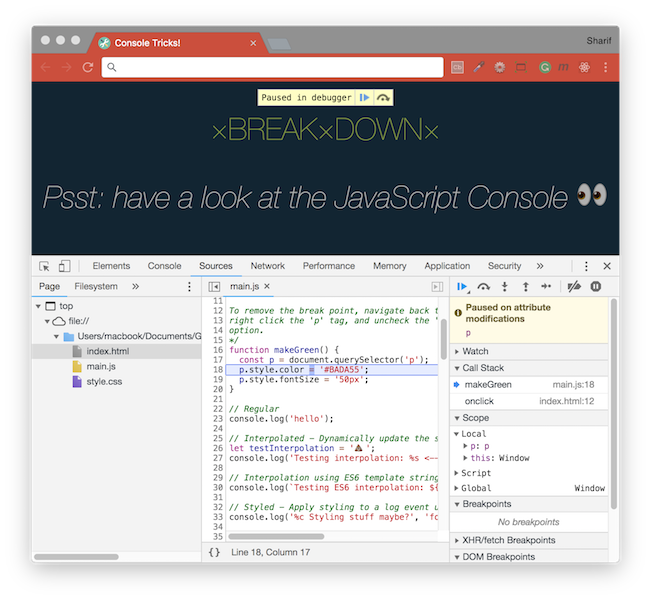 Console Tricks!
Sharif
Paused in debugger
×BREAK×DOWN×
Psst: have a look at the JavaScript Console 👀
Elements Console Sources Network Performance Memory Application Security »
Page Filesystem »
top
file://
Users/macbook/Documents/G
index.html
main.js
style.css
main.js ×
11
12 To remove the break point, navigate back t
13 right click the 'p' tag, and uncheck the '
14 option.
15 */
16 function makeGreen() {
17 const p = document.querySelector('p');
18 p.style.color = '#BADA55';
19 p.style.fontSize = '50px';
20 }
21
22 // Regular
23 console.log('hello');
24
25 // Interpolated – Dynamically update the s
26 let testInterpolation = '💩';
27 console.log('Testing interpolation: %s <––
28
29 // Interpolation using ES6 template string
30 console.log(`Testing ES6 interpolation: ${
31
32 // Styled – Apply styling to a log event u
33 console.log('%c Styling stuff maybe?', 'fo
34
{} Line 18, Column 17
Paused on attribute
modifications
p
Watch
Call Stack
makeGreen main.js:18
onclick index.html:12
Scope
Local
p: p
this: Window
Script
Global Window
Breakpoints
No breakpoints
XHR/fetch Breakpoints
DOM Breakpoints